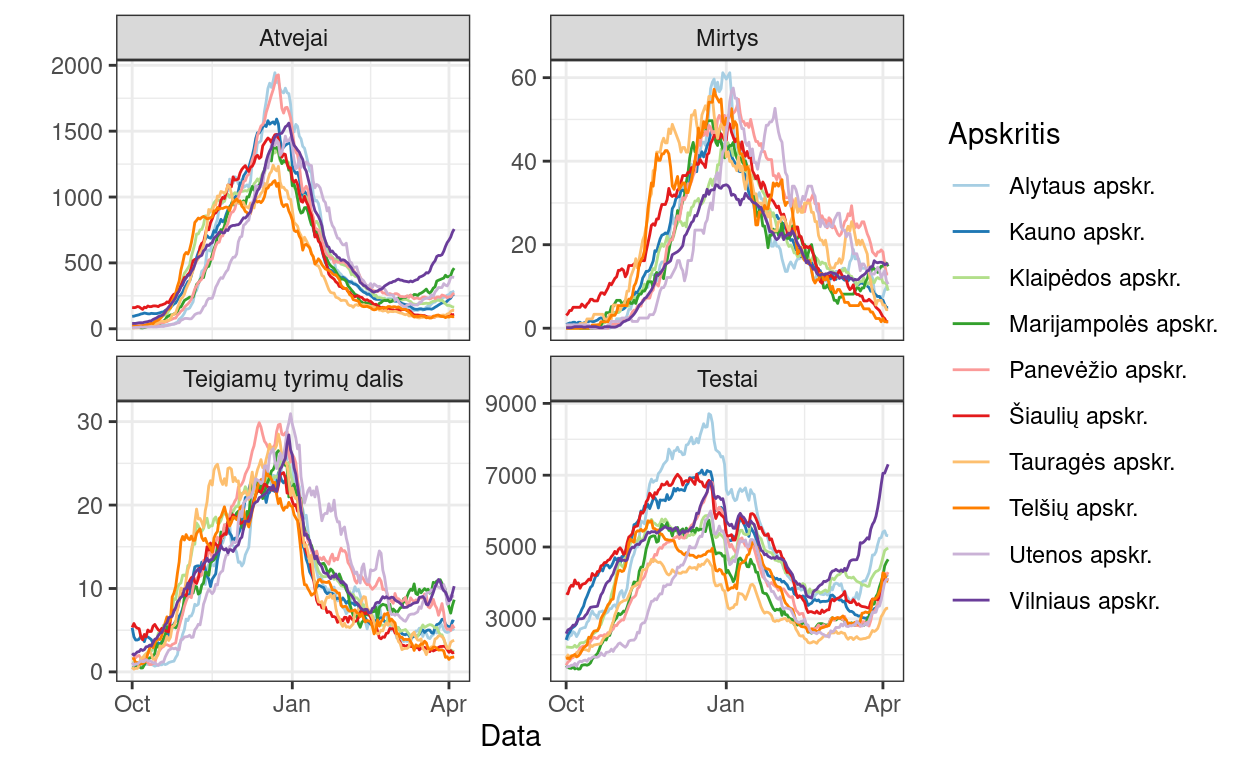 Atvejai
Mirtys
2000
1500
1000
500
0
60
40
20
0
Teigiamų tyrimų dalis
Testai
30
20
10
0
9000
7000
5000
3000
Oct
Jan
Apr
Oct
Jan
Apr
Data
Apskritis
Alytaus apskr.
Kauno apskr.
Klaipėdos apskr.
Marijampolės apskr.
Panevėžio apskr.
Šiaulių apskr.
Tauragės apskr.
Telšių apskr.
Utenos apskr.
Vilniaus apskr.